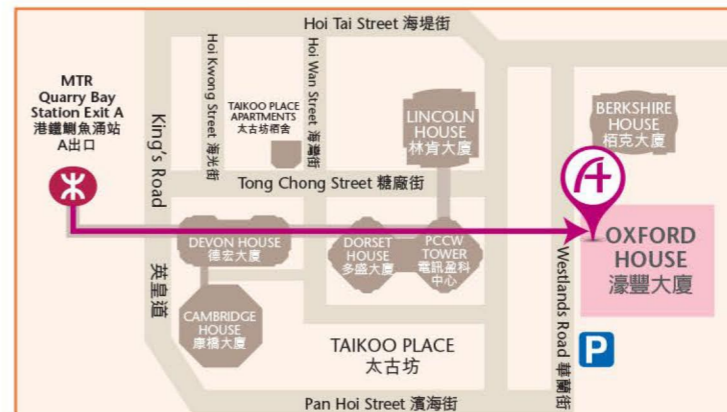 Hoi Tai Street 海堤街
MTR
Quarry Bay
Station Exit A
港鐵鰂魚涌站
A出口
King's Road
英皇道
Hoi Kwong Street 海光街
Hoi Wan Street 海灣街
TAIKOO PLACE
APARTMENTS
太古坊栢舍
LINCOLN
HOUSE
林肯大廈
BERKSHIRE
HOUSE
栢克大廈
Tong Chong Street 糖廠街
DEVON HOUSE
德宏大廈
DORSET
HOUSE
多盛大廈
PCCW
TOWER
電訊盈科
中心
OXFORD
HOUSE
濠豐大廈
Westlands Road 華蘭街
CAMBRIDGE
HOUSE
康橋大廈
TAIKOO PLACE
太古坊
P
Pan Hoi Street 濱海街